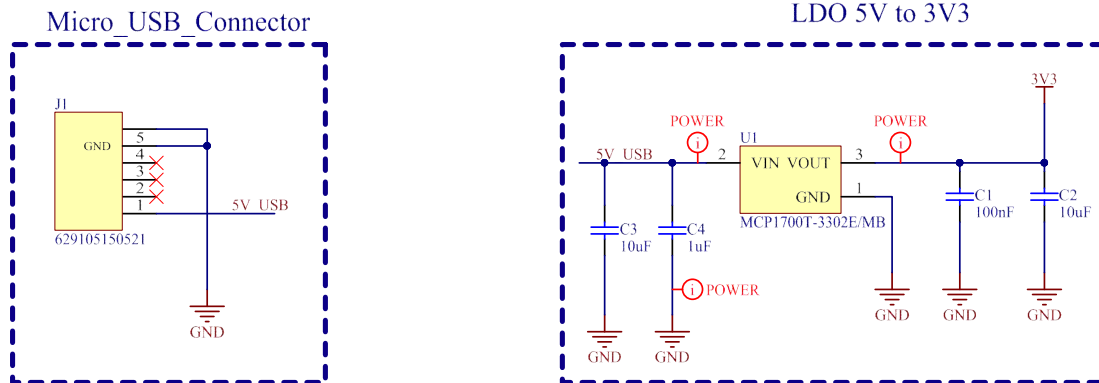 Micro_USB_Connector
J1
GND
5
4
3
2
1
5V_USB
629105150521
GND
LDO 5V to 3V3
3V3
POWER
POWER
U1
5V_USB
2
VIN VOUT
3
GND
1
MCP1700T-3302E/MB
C3
10uF
C4
1uF
C1
100nF
C2
10uF
i
i
i POWER
GND
GND
GND
GND
GND